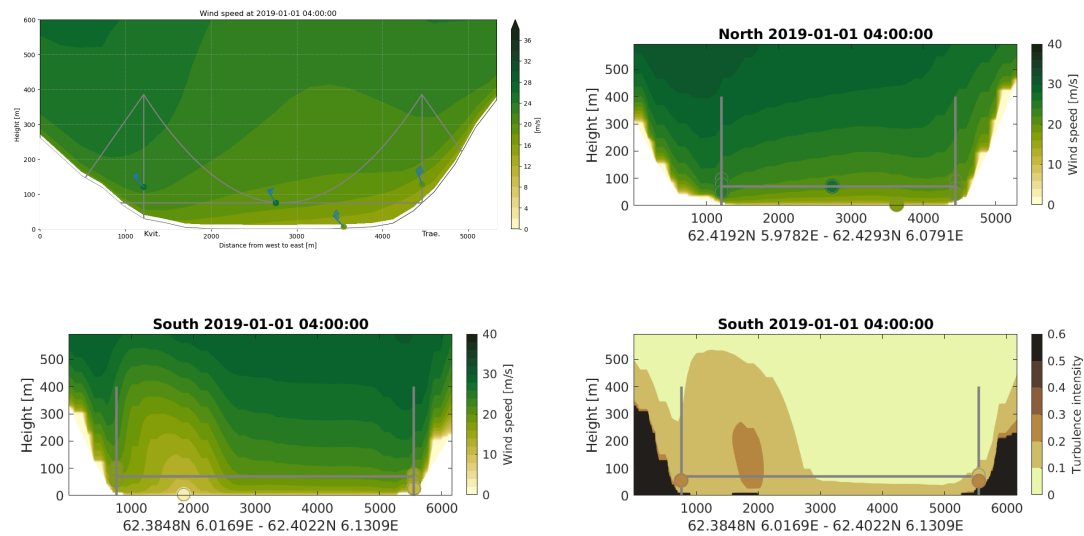 Wind speed at 2019-01-01 04:00:00
600
500
400
300
200
100
0
Height [m]
0 1000 2000 3000 4000 5000
Kvit. Trae.
Distance from west to east [m]
36
32
28
24
20
16
12
8
4
0
[m/s]
North 2019-01-01 04:00:00
500
400
300
200
100
0
Height [m]
1000 2000 3000 4000 5000
62.4192N 5.9782E - 62.4293N 6.0791E
40
30
20
10
0
Wind speed [m/s]
South 2019-01-01 04:00:00
500
400
300
200
100
0
Height [m]
1000 2000 3000 4000 5000 6000
62.3848N 6.0169E - 62.4022N 6.1309E
40
30
20
10
0
Wind speed [m/s]
South 2019-01-01 04:00:00
500
400
300
200
100
0
Height [m]
1000 2000 3000 4000 5000 6000
62.3848N 6.0169E - 62.4022N 6.1309E
0.6
0.5
0.4
0.3
0.2
0.1
0
Turbulence intensity